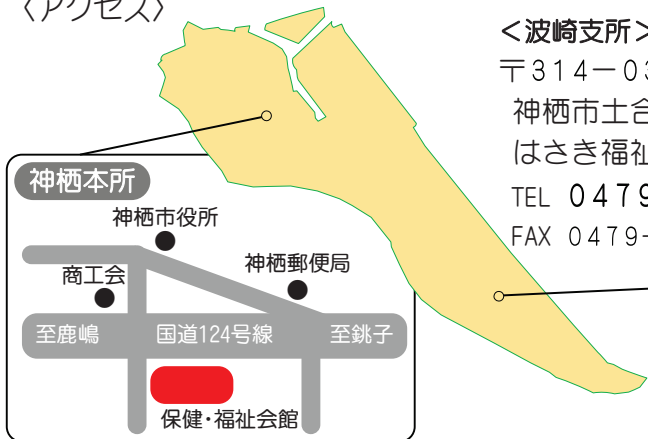 〈アクセス〉
＜波崎支所＞
〒314－03
神栖市土合
はさき福祉
TEL 0479
FAX 0479-
神栖本所
神栖市役所
商工会
神栖郵便局
至鹿嶋 国道124号線 至銚子
保健・福祉会館